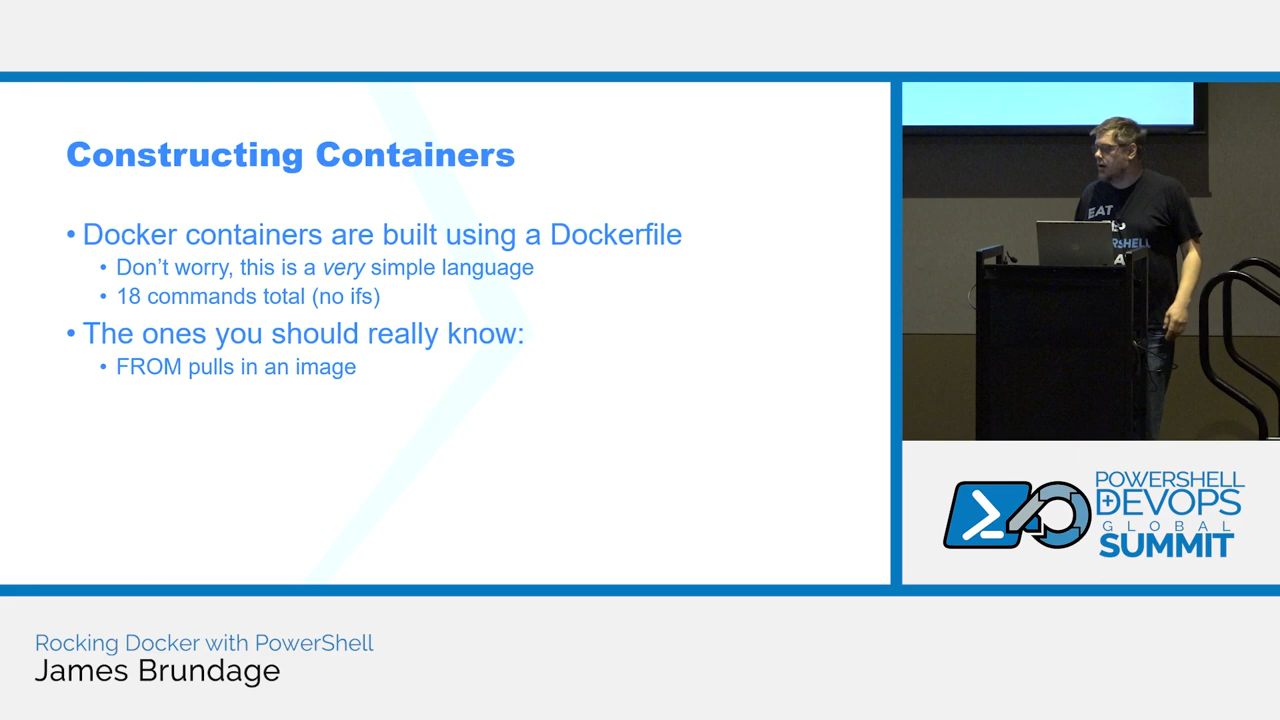 Constructing Containers
• Docker containers are built using a Dockerfile
• Don’t worry, this is a very simple language
• 18 commands total (no ifs)
• The ones you should really know:
• FROM pulls in an image
EAT
SHELL
POWERSHELL
+DEVOPS
GLOBAL
SUMMIT
Rocking Docker with PowerShell
James Brundage